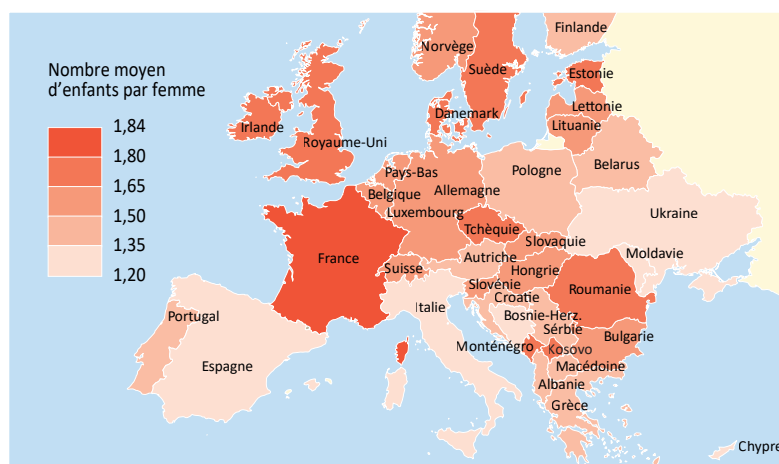 Nombre moyen
d'enfants par femme
1,84
1,80
1,65
1,50
1,35
1,20
Finlande
Norvège
Suède
Estonie
Lettonie
Danemark
Lituanie
Irlande
Royaume-Uni
Pays-Bas
Pologne
Belarus
Belgique
Allemagne
Luxembourg
Ukraine
Tchèquie
Slovaquie
France
Suisse
Autriche
Moldavie
Hongrie
Slovénie
Roumanie
Croatie
Italie
Portugal
Bosnie-Herz.
Sérbie
Bulgarie
Monténégro
Kosovo
Espagne
Macédoine
Albanie
Grèce
Chypre